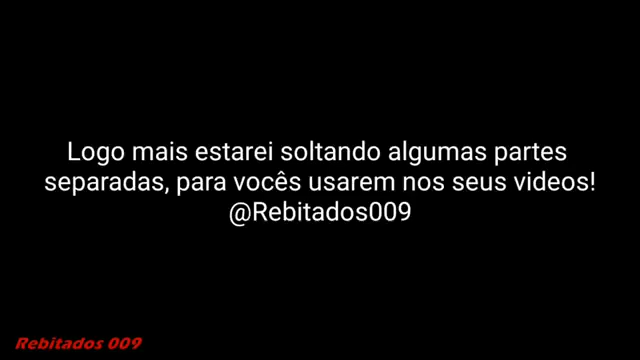 Logo mais estarei soltando algumas partes
separadas, para vocês usarem nos seus videos!
@Rebitados009
Rebitados 009